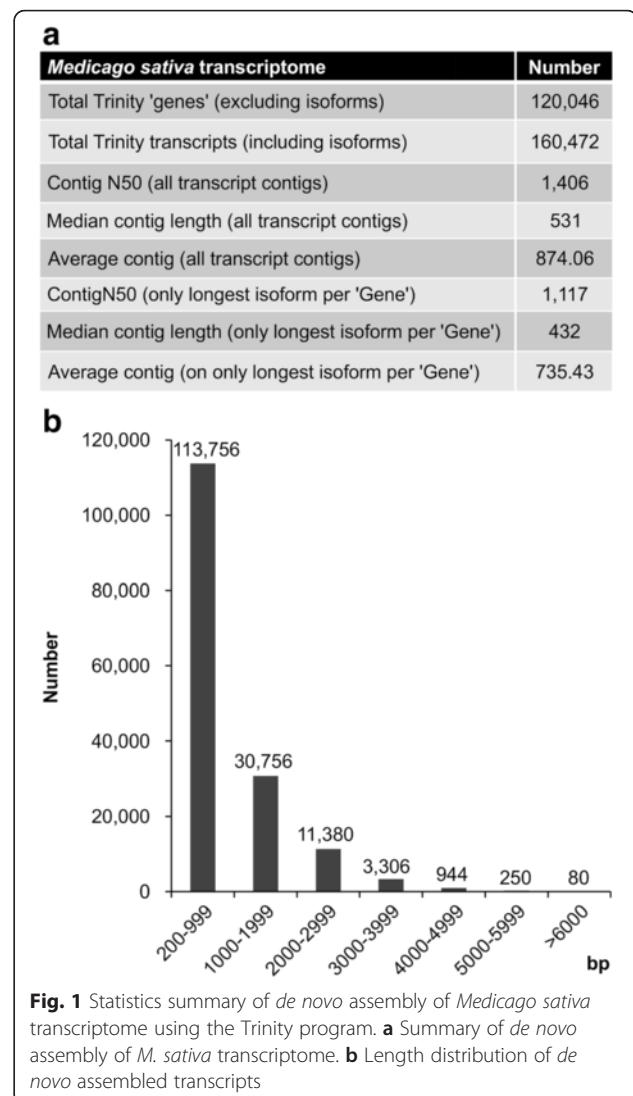 a
Medicago sativa transcriptome Number
Total Trinity 'genes' (excluding isoforms) 120,046
Total Trinity transcripts (including isoforms) 160,472
Contig N50 (all transcript contigs) 1,406
Median contig length (all transcript contigs) 531
Average contig (all transcript contigs) 874.06
ContigN50 (only longest isoform per 'Gene') 1,117
Median contig length (only longest isoform per 'Gene') 432
Average contig (on only longest isoform per 'Gene') 735.43
b
120,000
100,000
80,000
60,000
40,000
20,000
0
Number
113,756
30,756
11,380
3,306
944
250
80
200-999
1000-1999
2000-2999
3000-3999
4000-4999
5000-5999
>6000
bp
Fig. 1 Statistics summary of de novo assembly of Medicago sativa
transcriptome using the Trinity program. a Summary of de novo
assembly of M. sativa transcriptome. b Length distribution of de
novo assembled transcripts